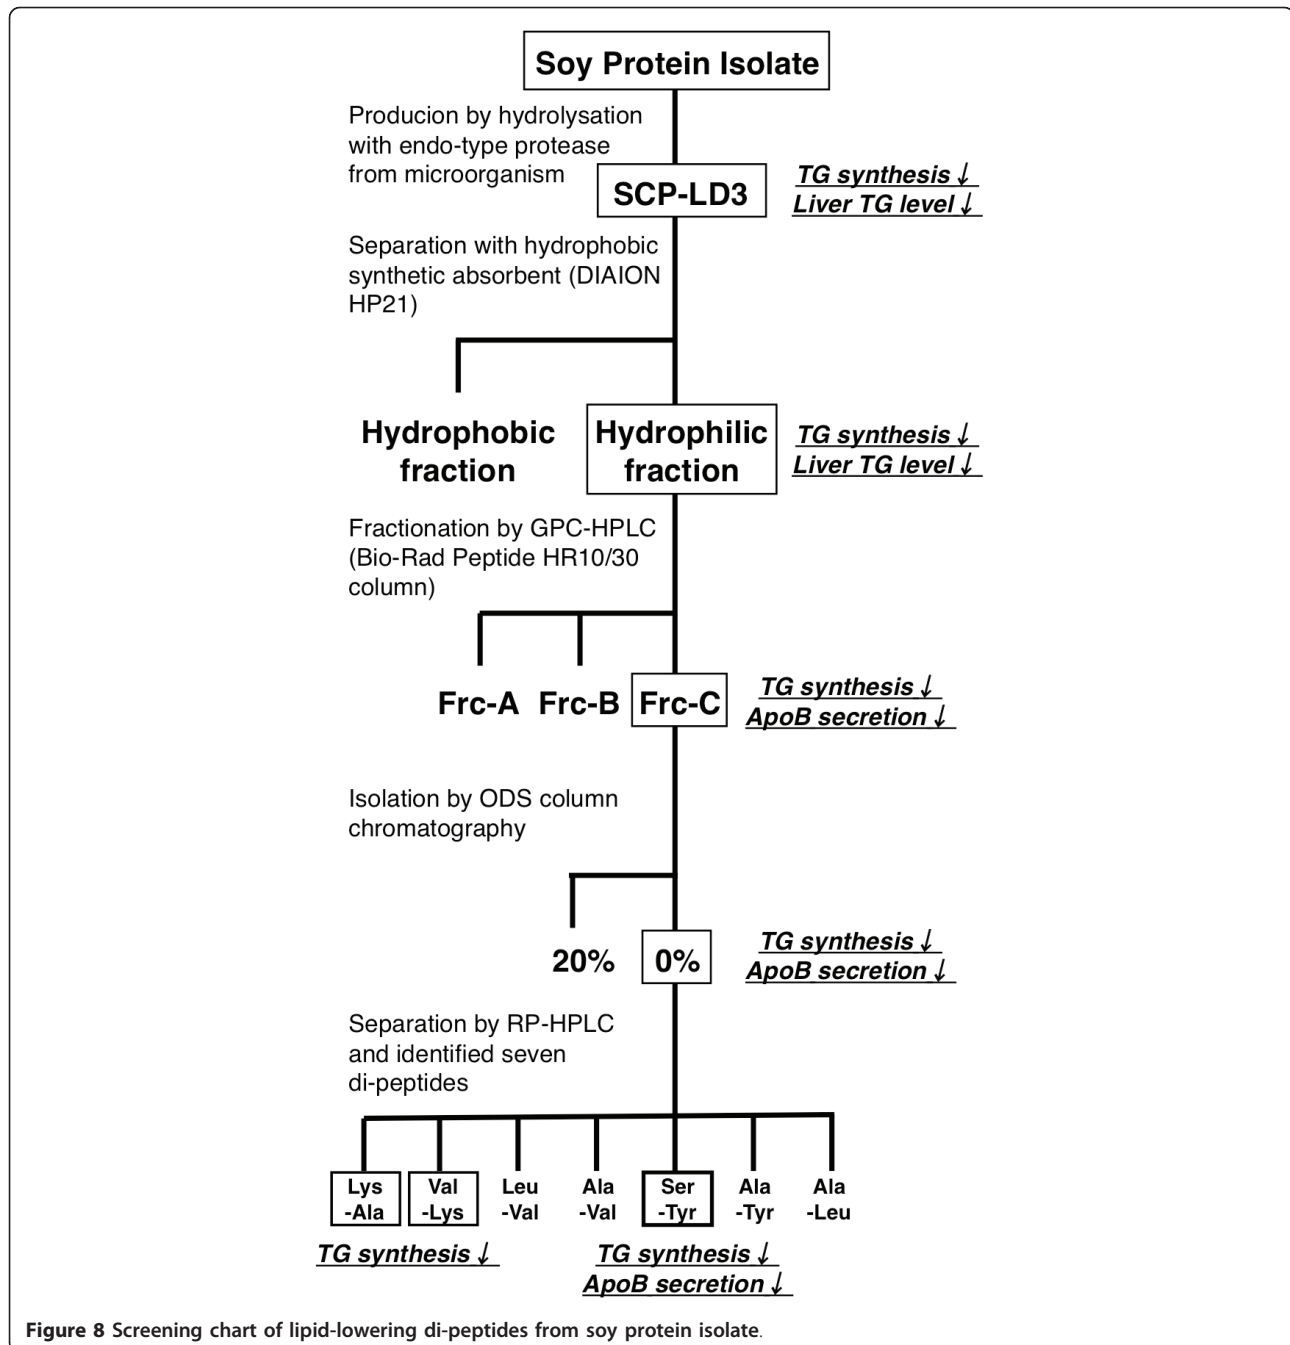 Soy Protein Isolate
Producion by hydrolysation
with endo-type protease
from microorganism
SCP-LD3
TG synthesis ↓
Liver TG level ↓
Separation with hydrophobic
synthetic absorbent (DIAION
HP21)
Hydrophobic
fraction
Hydrophilic
fraction
TG synthesis ↓
Liver TG level ↓
Fractionation by GPC-HPLC
(Bio-Rad Peptide HR10/30
column)
Frc-A Frc-B Frc-C
TG synthesis ↓
ApoB secretion ↓
Isolation by ODS column
chromatography
20% 0%
TG synthesis ↓
ApoB secretion ↓
Separation by RP-HPLC
and identified seven
di-peptides
Lys
-Ala
Val
-Lys
Leu
-Val
Ala
-Val
Ser
-Tyr
Ala
-Tyr
Ala
-Leu
TG synthesis ↓
TG synthesis ↓
ApoB secretion ↓
Figure 8 Screening chart of lipid-lowering di-peptides from soy protein isolate.